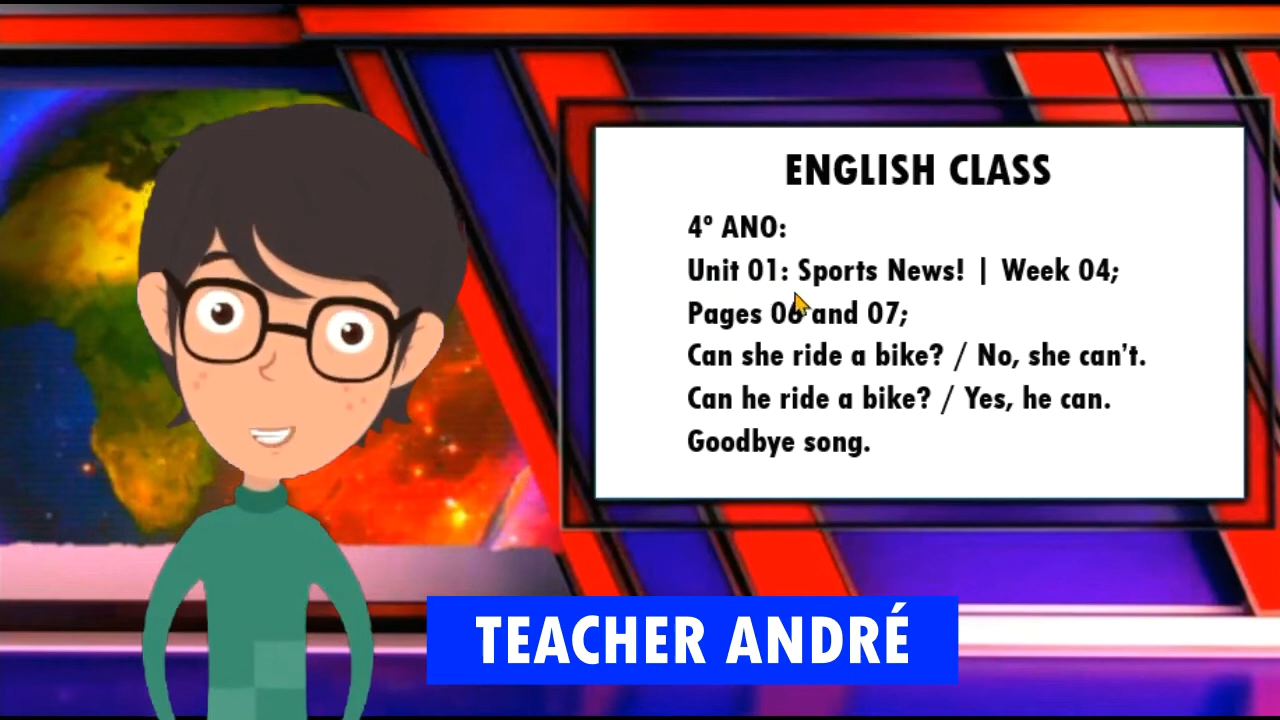 ENGLISH CLASS
4º ANO:
Unit 01: Sports News! | Week 04;
Pages 06 and 07;
Can she ride a bike? / No, she can’t.
Can he ride a bike? / Yes, he can.
Goodbye song.
TEACHER ANDRÉ